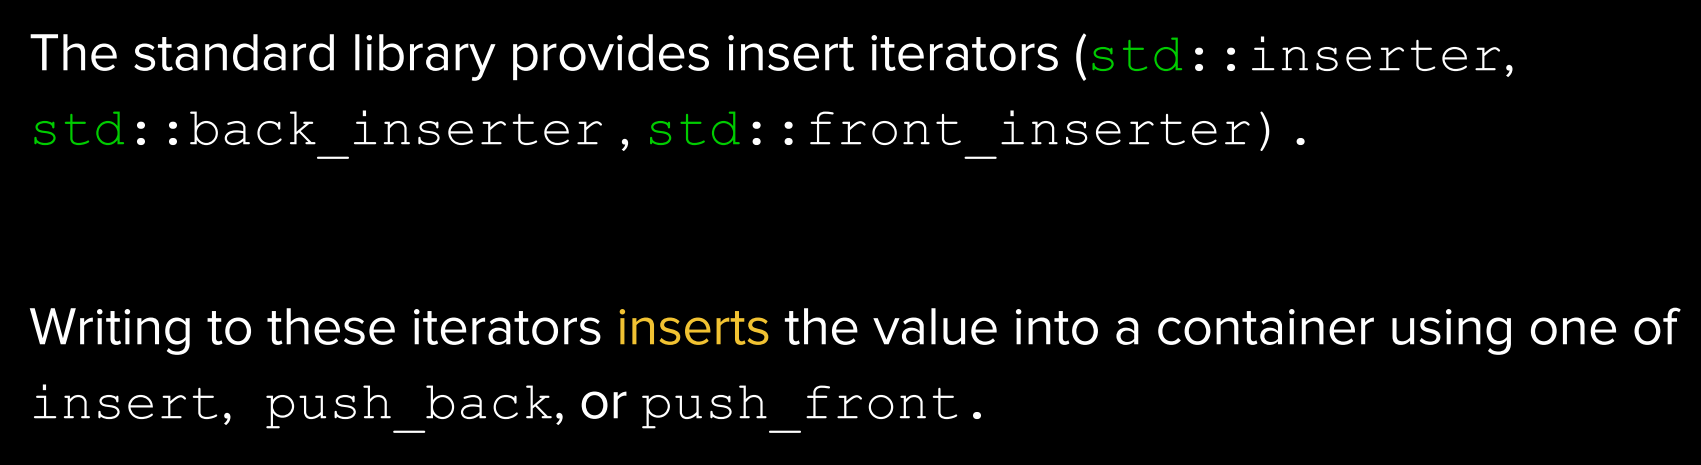 The standard library provides insert iterators (std::inserter,
std::back_inserter, std::front_inserter).
Writing to these iterators inserts the value into a container using one of
insert, push_back, or push_front.